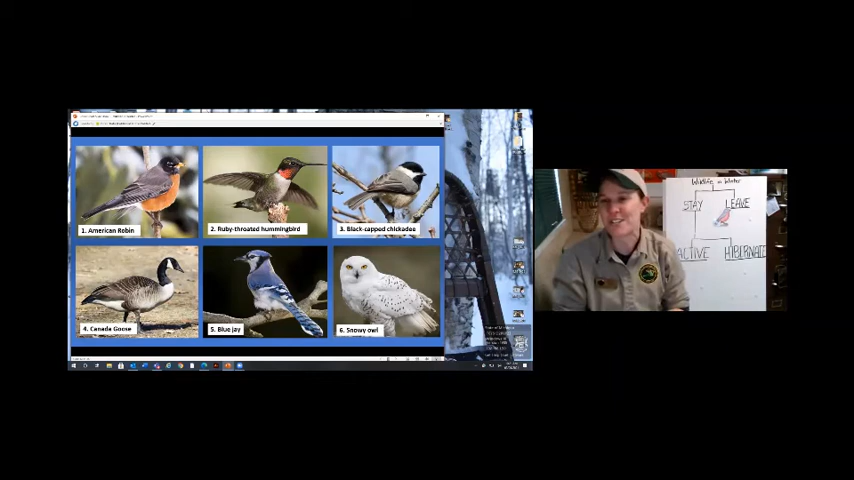 1. American Robin
2. Ruby-throated hummingbird
3. Black-capped chickadee
4. Canada Goose
5. Blue jay
6. Snowy owl
Wildlife in Winter
STAY
LEAVE
ACTIVE
HIBERNATE